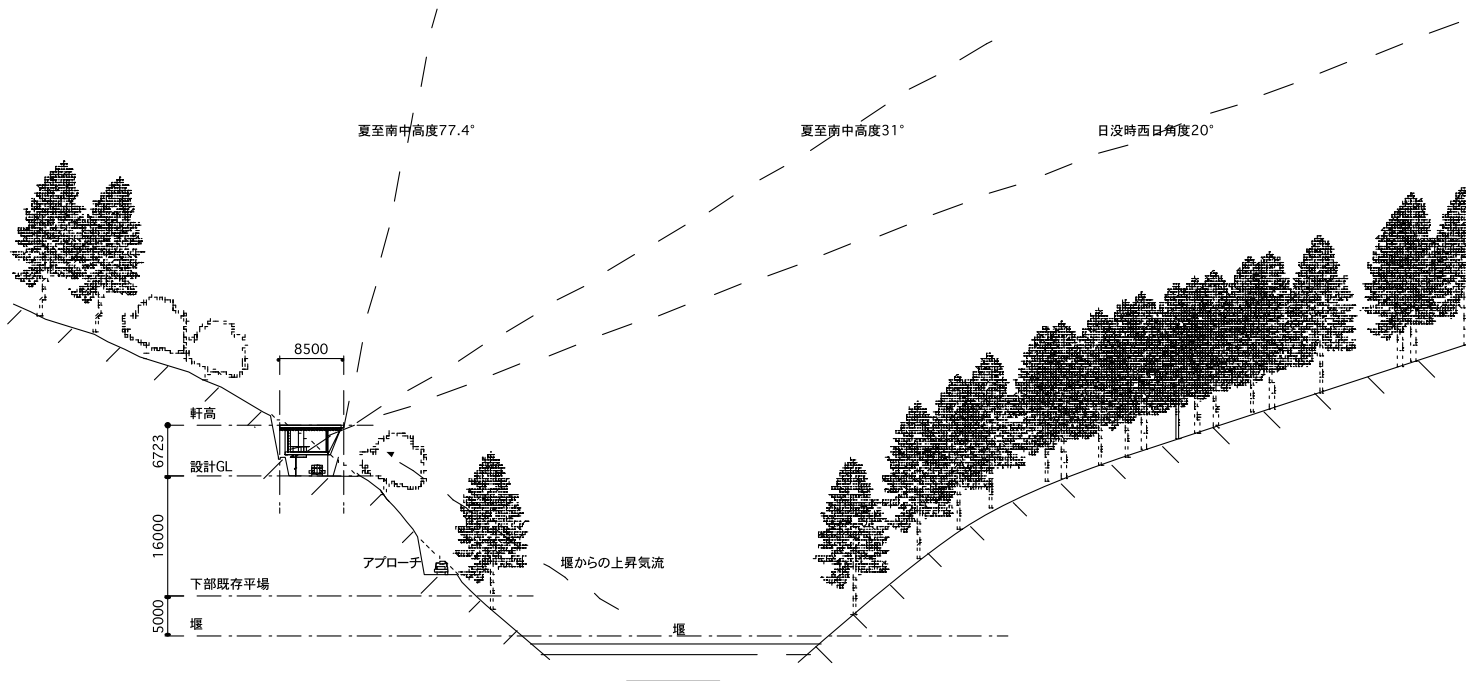 夏至南中高度77.4°
夏至南中高度31°
日没時西日角度20°
8500
軒高
6723
設計GL
16000
アプローチ
堰からの上昇気流
下部既存平場
5000
堰
堰